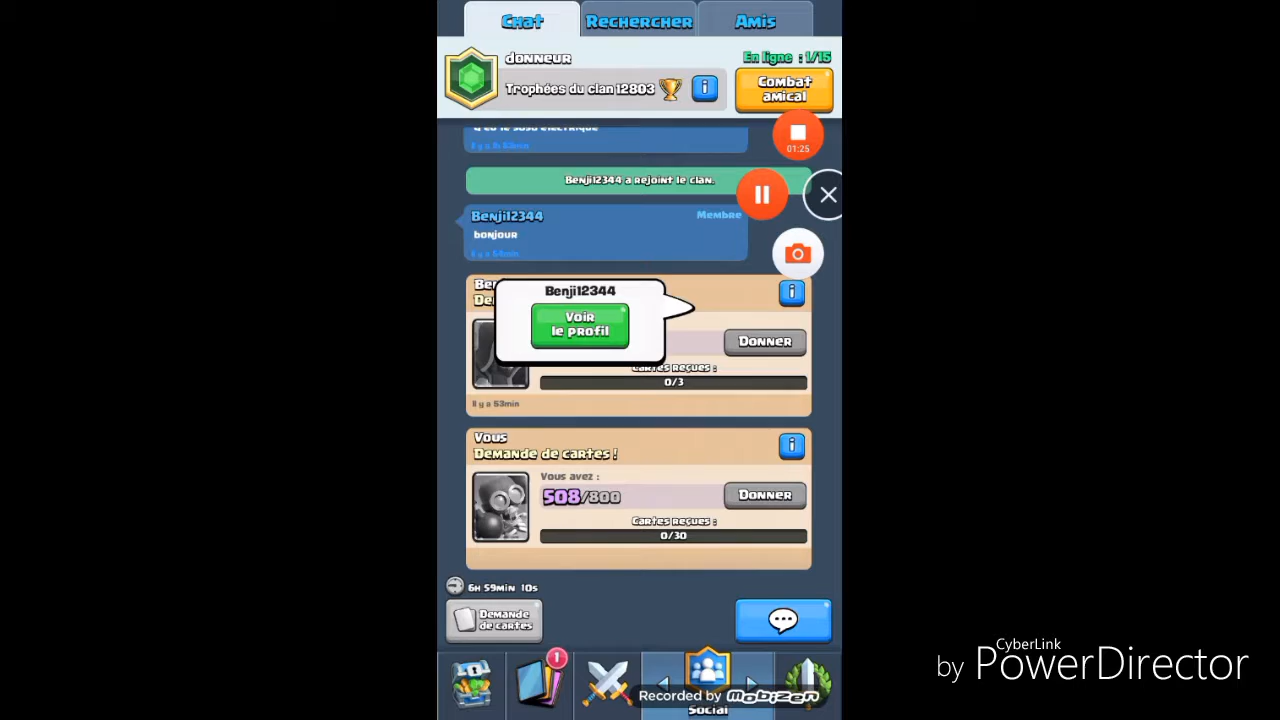 Chat
Rechercher
Amis
donneur
En ligne : 1/15
Trophées du clan 12803
Combat
amical
01:25
Benji12344 a rejoint le clan.
Benji12344
Membre
bonjour
Il y a 54min
Benji12344
Voir
le profil
Donner
Cartes reçues :
0/3
Il y a 53min
Vous
Demande de cartes !
Vous avez :
508/800
Donner
Cartes reçues :
0/30
6h 59min 10s
Demande
de cartes
1
Recorded by Mobizen
Social
CyberLink
by PowerDirector